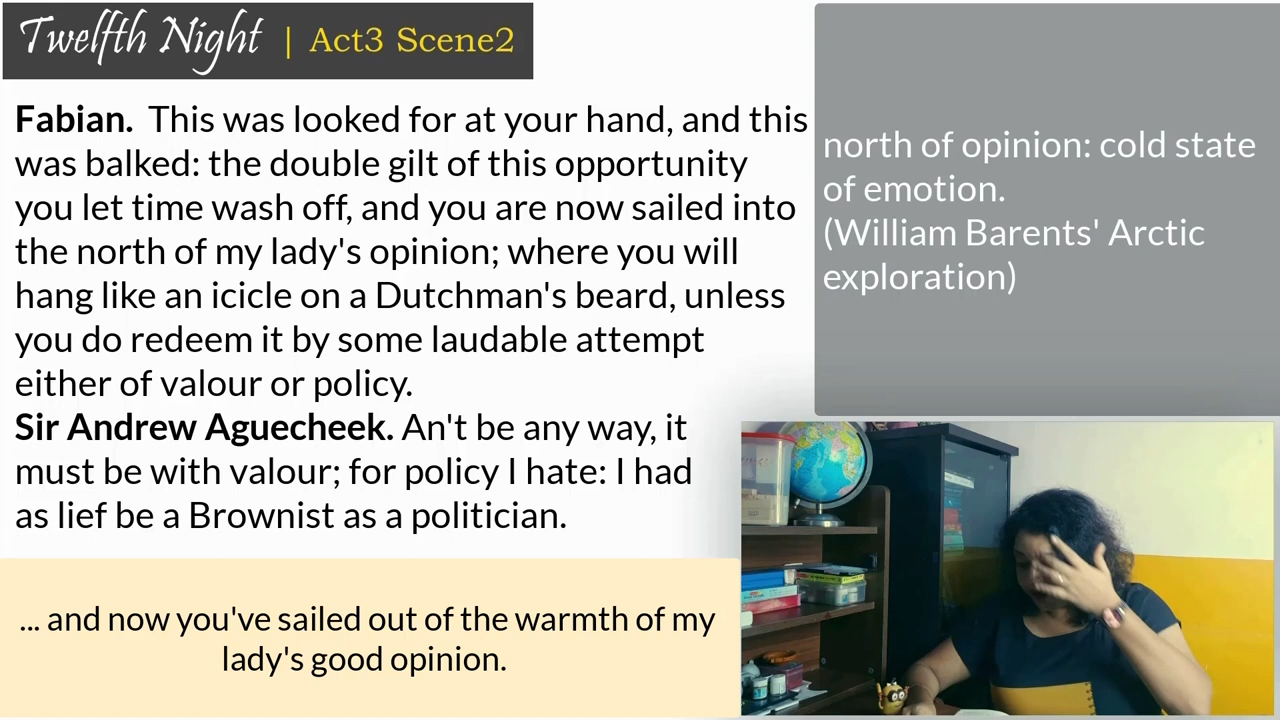 Twelfth Night | Act3 Scene2
Fabian. This was looked for at your hand, and this
was balked: the double gilt of this opportunity
you let time wash off, and you are now sailed into
the north of my lady's opinion; where you will
hang like an icicle on a Dutchman's beard, unless
you do redeem it by some laudable attempt
either of valour or policy.
Sir Andrew Aguecheek. An't be any way, it
must be with valour; for policy I hate: I had
as lief be a Brownist as a politician.
north of opinion: cold state
of emotion.
(William Barents' Arctic
exploration)
... and now you've sailed out of the warmth of my
lady's good opinion.